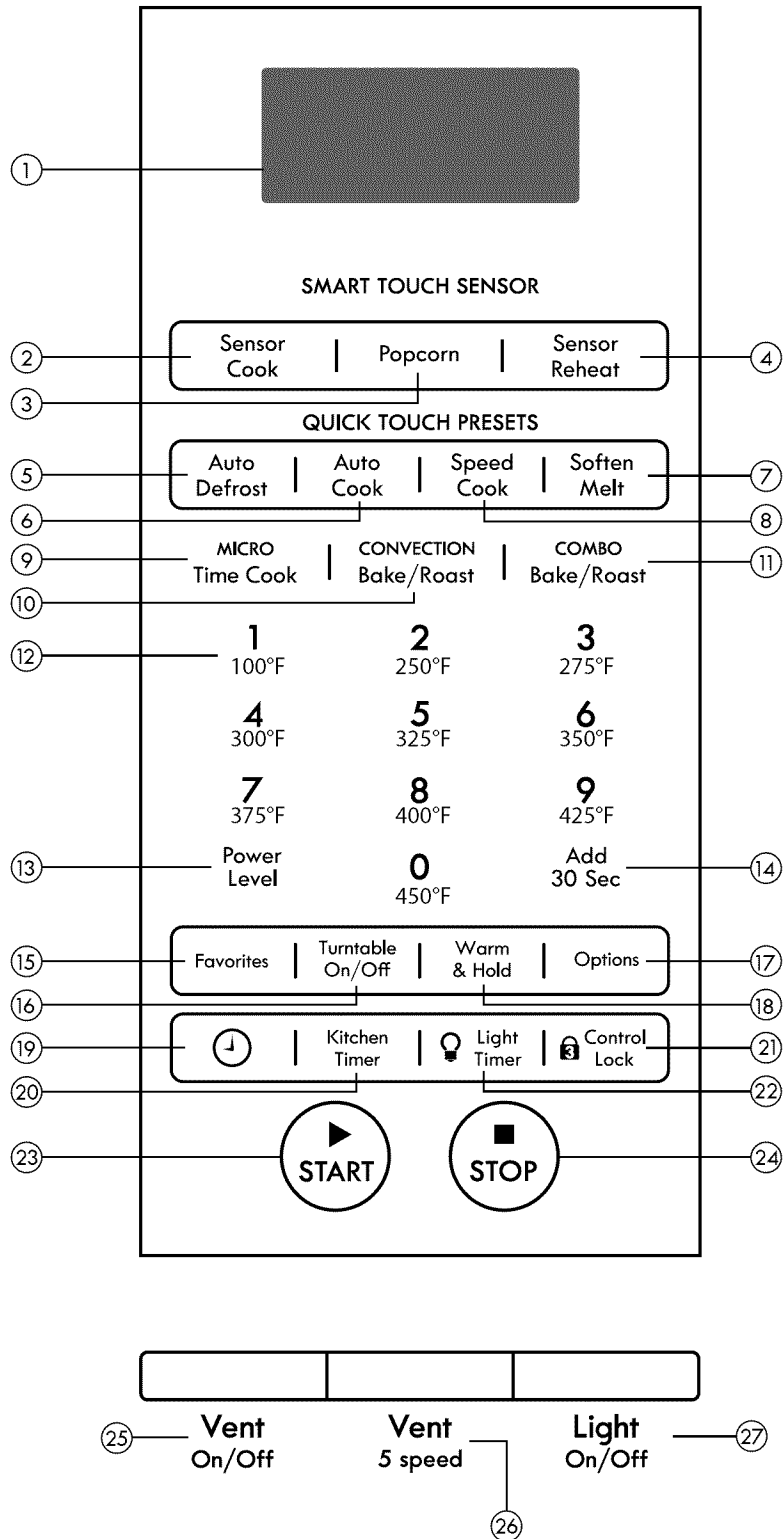 1
SMART TOUCH SENSOR
2
Sensor
Cook
Popcorn
Sensor
Reheat
4
3
QUICK TOUCH PRESETS
5
Auto
Defrost
Auto
Cook
Speed
Cook
Soften
Melt
7
6
8
9
MICRO
Time Cook
CONVECTION
Bake/Roast
COMBO
Bake/Roast
11
10
12
1
100°F
2
250°F
3
275°F
4
300°F
5
325°F
6
350°F
7
375°F
8
400°F
9
425°F
13
Power
Level
0
450°F
Add
30 Sec
14
15
Favorites
Turntable
On/Off
Warm
& Hold
Options
17
16
18
19
Kitchen
Timer
Light
Timer
3
Control
Lock
21
20
22
23
START
STOP
24
25
Vent
On/Off
Vent
5 speed
Light
On/Off
27
26